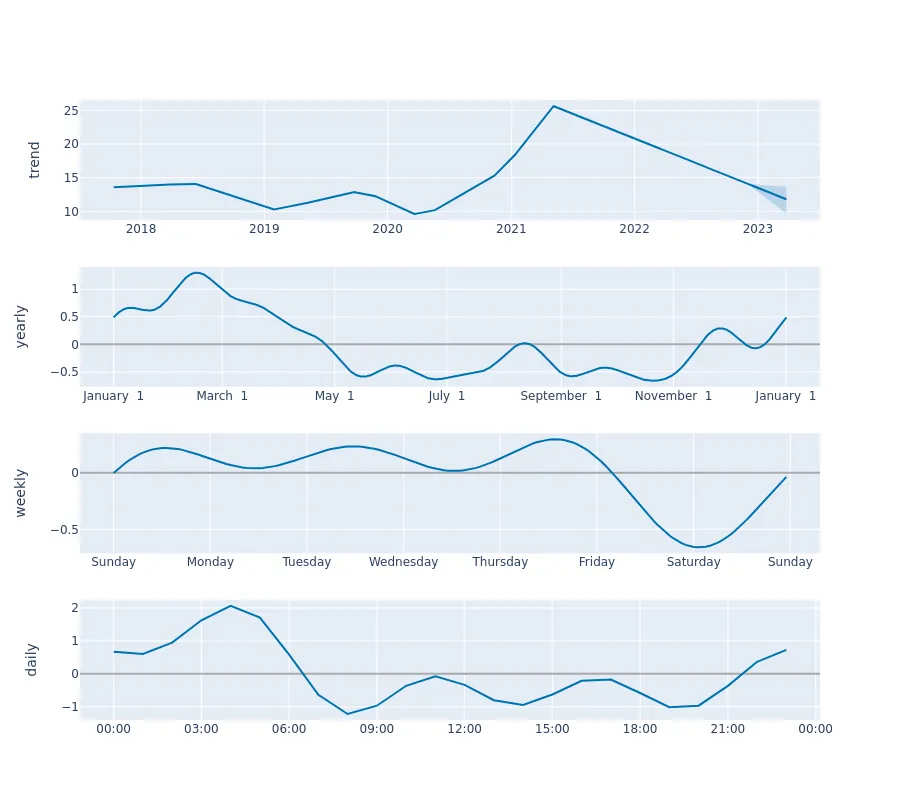 trend
25
20
15
10
2018 2019 2020 2021 2022 2023
yearly
1
0.5
0
−0.5
January 1 March 1 May 1 July 1 September 1 November 1 January 1
weekly
0
−0.5
Sunday Monday Tuesday Wednesday Thursday Friday Saturday Sunday
daily
2
1
0
−1
00:00 03:00 06:00 09:00 12:00 15:00 18:00 21:00 00:00